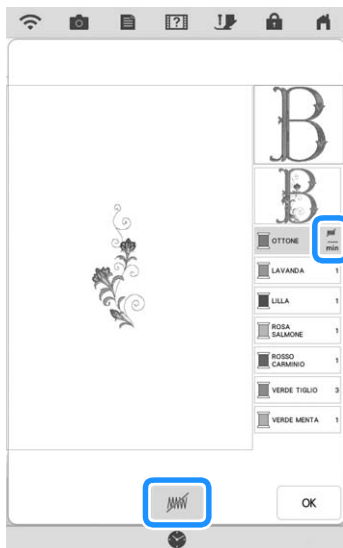 ?
B
B
OTTONE
min
LAVANDA 1
LILLA 1
ROSA
SALMONE 1
ROSSO
CARMINIO 1
VERDE TIGLIO 3
VERDE MENTA 1
OK